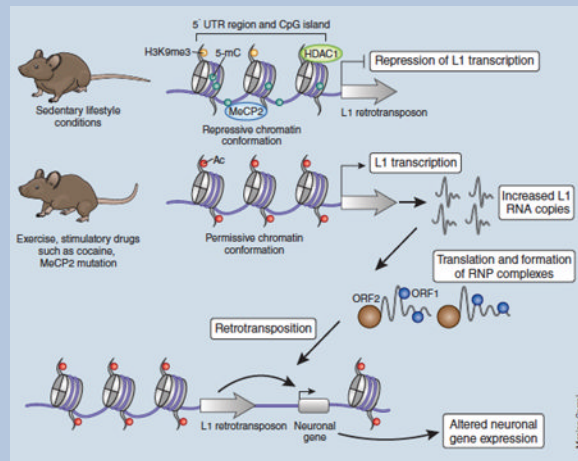 5´ UTR region and CpG island
H3K9me3
5-mC
HDAC1
Repression of L1 transcription
MeCP2
L1 retrotransposon
Sedentary lifestyle
conditions
Repressive chromatin
conformation
Ac
L1 transcription
Increased L1
RNA copies
Exercise, stimulatory drugs
such as cocaine,
MeCP2 mutation
Permissive chromatin
conformation
Translation and formation
of RNP complexes
ORF2
ORF1
Retrotransposition
L1 retrotransposon
Neuronal
gene
Altered neuronal
gene expression